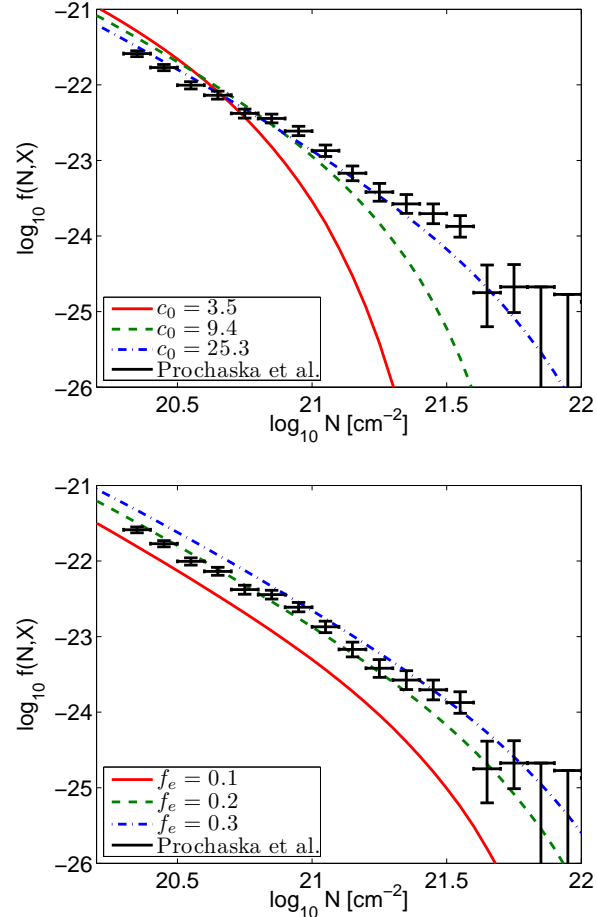 −21
−22
−23
−24
−25
−26
log10 f(N,X)
c0 = 3.5
c0 = 9.4
c0 = 25.3
Prochaska et al.
20.5 21 21.5 22
log10 N [cm−2]
−21
−22
−23
−24
−25
−26
log10 f(N,X)
fe = 0.1
fe = 0.2
fe = 0.3
Prochaska et al.
20.5 21 21.5 22
log10 N [cm−2]